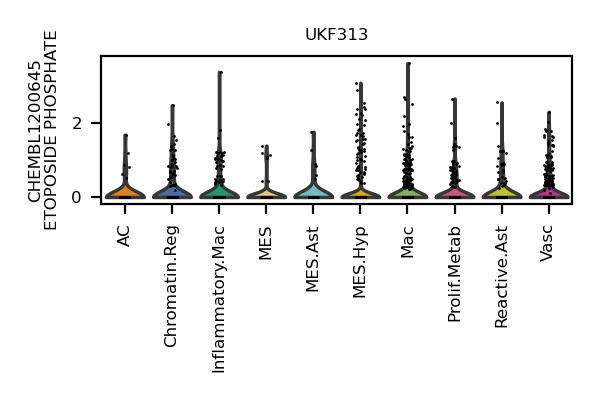 UKF313
CHEMBL1200645
ETOPOSIDE PHOSPHATE
2
0
AC
Chromatin.Reg
Inflammatory.Mac
MES
MES.Ast
MES.Hyp
Mac
Prolif.Metab
Reactive.Ast
Vasc